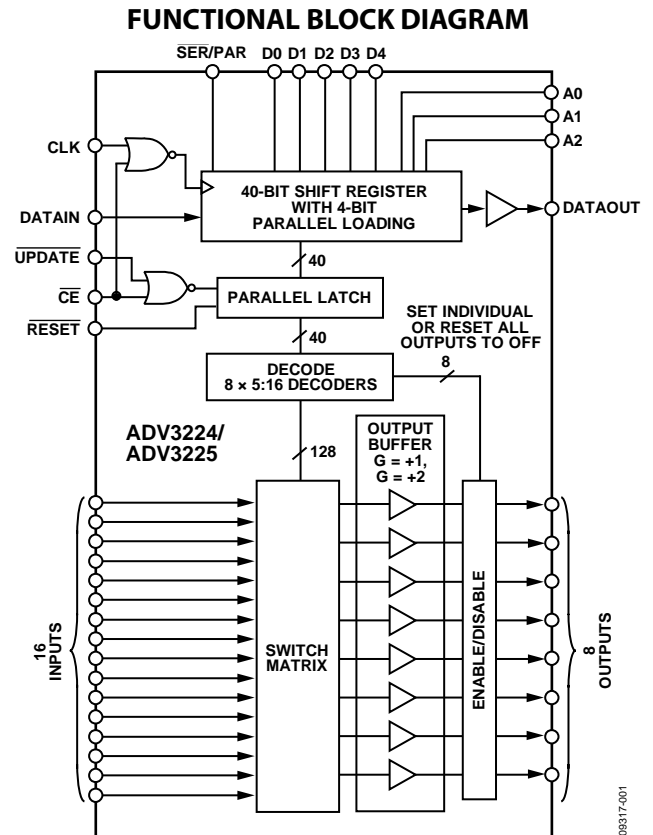 FUNCTIONAL BLOCK DIAGRAM
SER/PAR D0 D1 D2 D3 D4
A0
A1
A2
CLK
40-BIT SHIFT REGISTER
WITH 4-BIT
PARALLEL LOADING
DATAIN
DATAOUT
UPDATE
40
CE
PARALLEL LATCH
RESET
SET INDIVIDUAL
OR RESET ALL
OUTPUTS TO OFF
40
8
DECODE
8 × 5:16 DECODERS
ADV3224/
ADV3225
128
OUTPUT
BUFFER
G = +1,
G = +2
16
INPUTS
SWITCH
MATRIX
ENABLE/DISABLE
8
OUTPUTS
09317-001